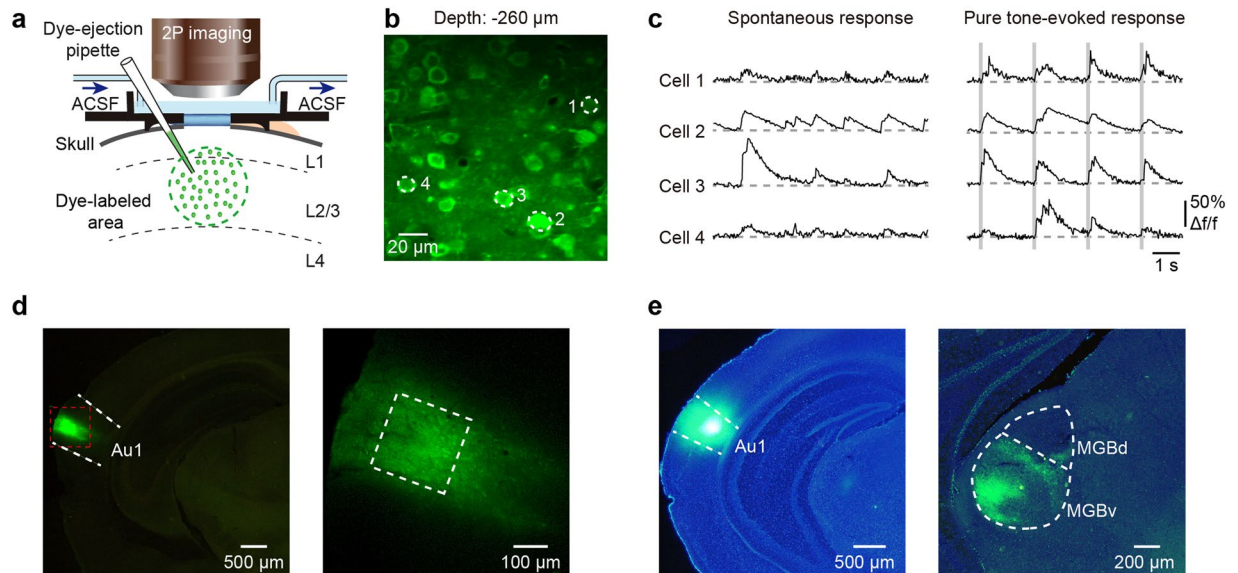 a
Dye-ejection
pipette
2P imaging
ACSF
ACSF
Skull
L1
Dye-labeled
area
L2/3
L4
b
Depth: -260 µm
1
4
3
2
20 µm
c
Spontaneous response
Pure tone-evoked response
Cell 1
Cell 2
Cell 3
Cell 4
50%
Δf/f
1 s
d
Au1
500 µm
100 µm
e
Au1
500 µm
MGBd
MGBv
200 µm